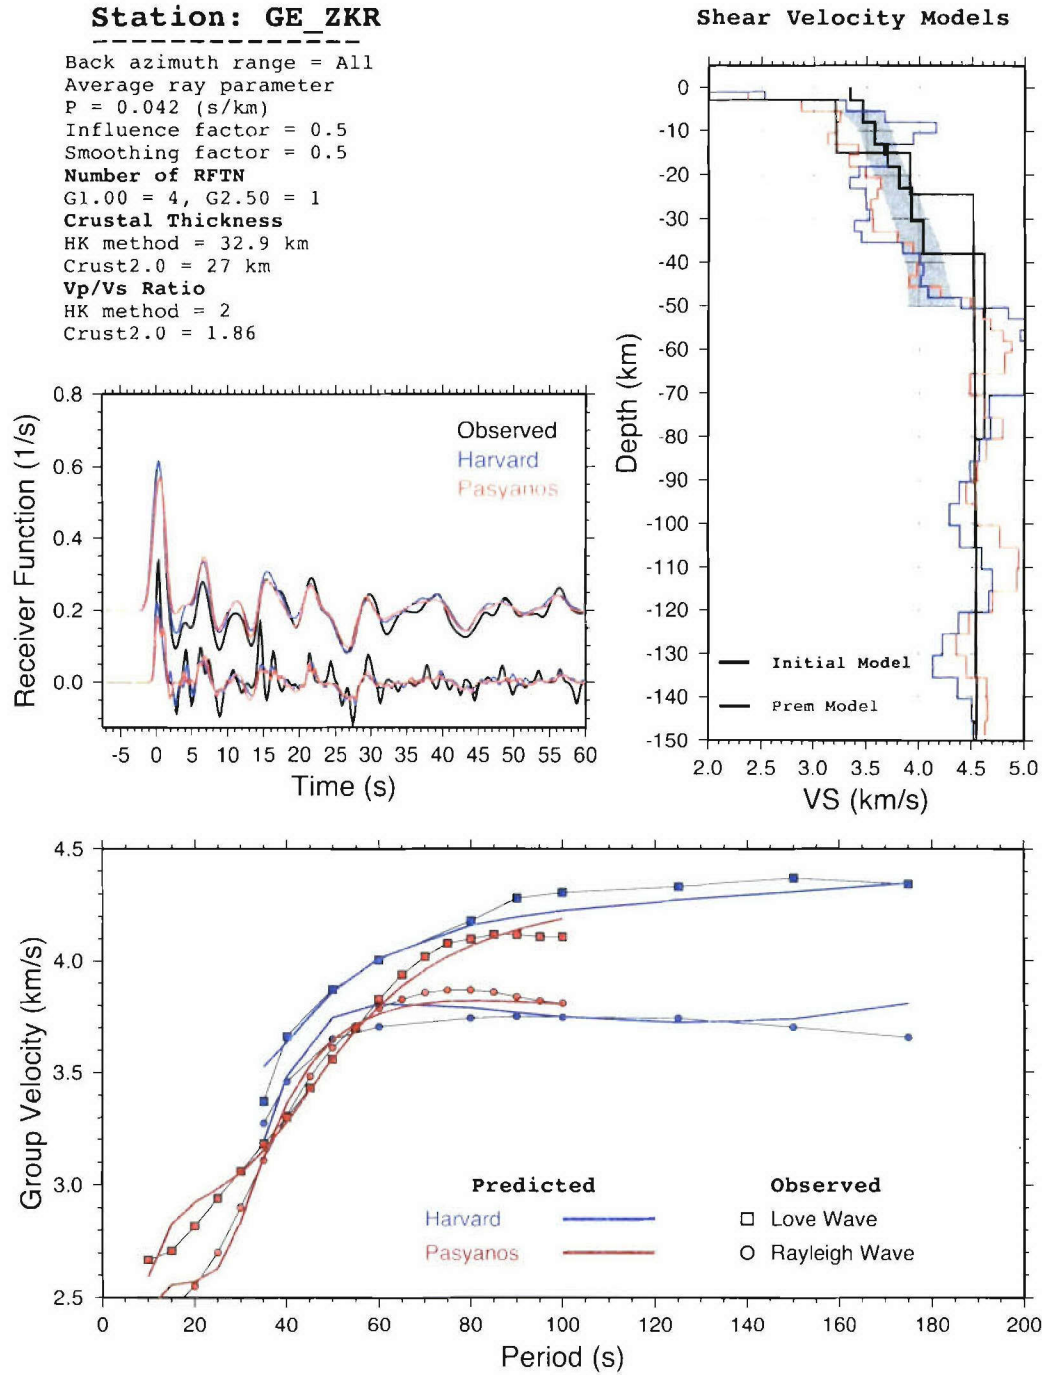 Station: GE_ZKR
Back azimuth range = All
Average ray parameter
P = 0.042 (s/km)
Influence factor = 0.5
Smoothing factor = 0.5
Number of RFTN
G1.00 = 4, G2.50 = 1
Crustal Thickness
HK method = 32.9 km
Crust2.0 = 27 km
Vp/Vs Ratio
HK method = 2
Crust2.0 = 1.86
Shear Velocity Models
0
-10
-20
-30
-40
-50
-60
-70
-80
-90
-100
-110
-120
-130
-140
-150
Depth (km)
Initial Model
Prem Model
2.0 2.5 3.0 3.5 4.0 4.5 5.0
VS (km/s)
0.8
0.6
0.4
0.2
0.0
Receiver Function (1/s)
Observed
Harvard
Pasyanos
-5 0 5 10 15 20 25 30 35 40 45 50 55 60
Time (s)
4.5
4.0
3.5
3.0
2.5
Group Velocity (km/s)
Predicted Observed
Harvard Love Wave
Pasyanos Rayleigh Wave
0 20 40 60 80 100 120 140 160 180 200
Period (s)